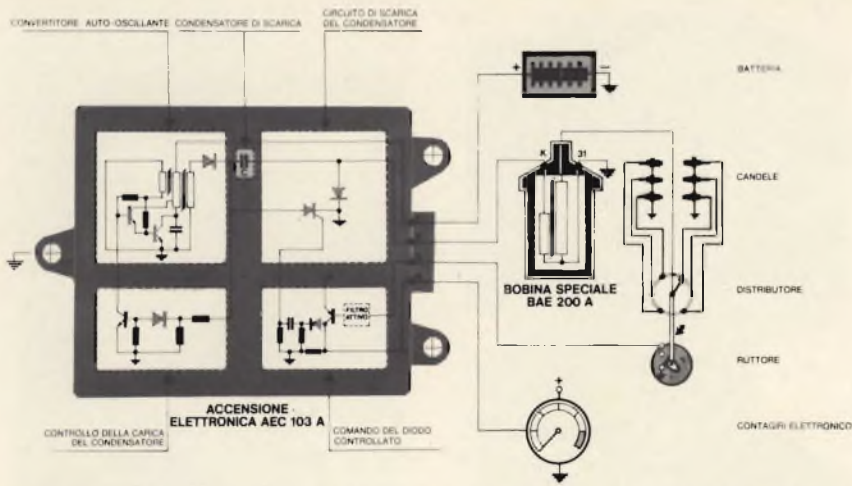 CONVERTITORE AUTO-OSCILLANTE
CONDENSATORE DI SCARICA
CIRCUITO DI SCARICA
DEL CONDENSATORE
+
−
BATTERIA
K
31
CANDELE
BOBINA SPECIALE
BAE 200 A
DISTRIBUTORE
FILTRO
ATTIVO
RUTTORE
ACCENSIONE
ELETTRONICA AEC 103 A
+
CONTAGIRI ELETTRONICO
CONTROLLO DELLA CARICA
DEL CONDENSATORE
COMANDO DEL DIODO
CONTROLLATO